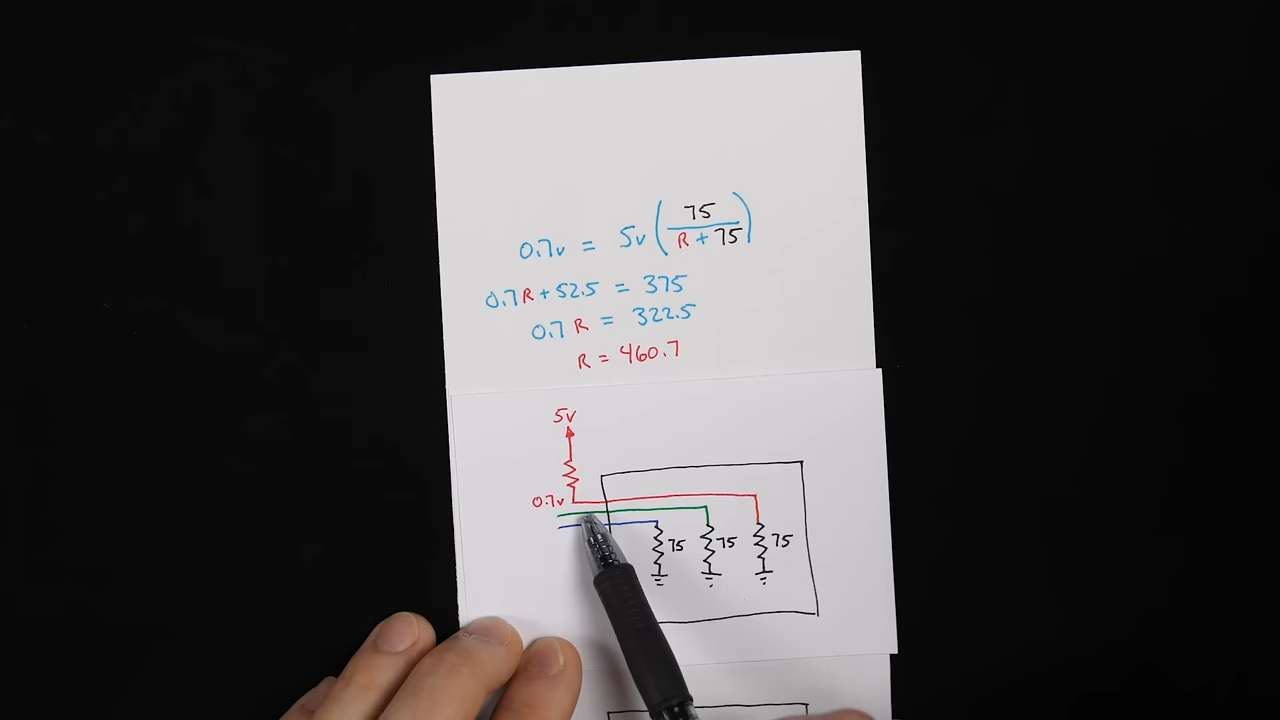 0.7v = 5v (75 / R + 75)
0.7R + 52.5 = 375
0.7R = 322.5
R = 460.7
5v
0.7v
75 75 75